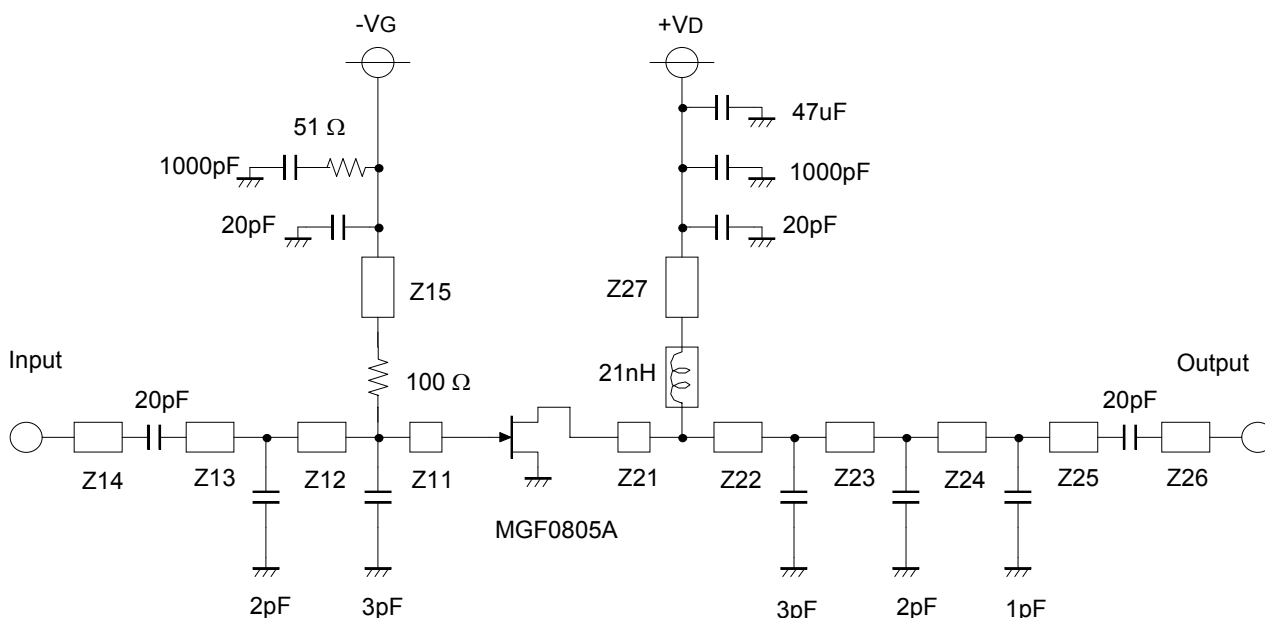 -VG
+VD
47uF
51 Ω
1000pF
1000pF
20pF
20pF
Z15
Z27
Input
100 Ω
21nH
Output
20pF
20pF
Z14
Z13
Z12
Z11
Z21
Z22
Z23
Z24
Z25
Z26
MGF0805A
2pF
3pF
3pF
2pF
1pF